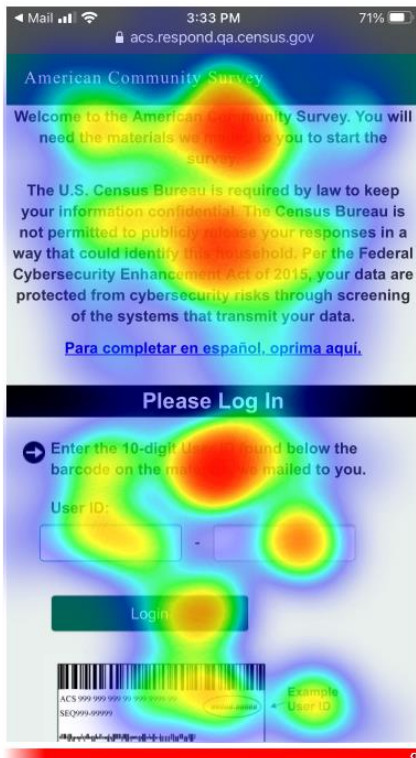 Mail 3:33 PM 71%
acs.respond.qa.census.gov
American Community Survey
Welcome to the American Community Survey. You will
need the materials we mailed to you to start the
survey.
The U.S. Census Bureau is required by law to keep
your information confidential. The Census Bureau is
not permitted to publicly release your responses in a
way that could identify this household. Per the Federal
Cybersecurity Enhancement Act of 2015, your data are
protected from cybersecurity risks through screening
of the systems that transmit your data.
Para completar en español, oprima aquí.
Please Log In
Enter the 10-digit User ID found below the
barcode on the materials we mailed to you.
User ID:
-
Login
Example
User ID
SEQ999-99999